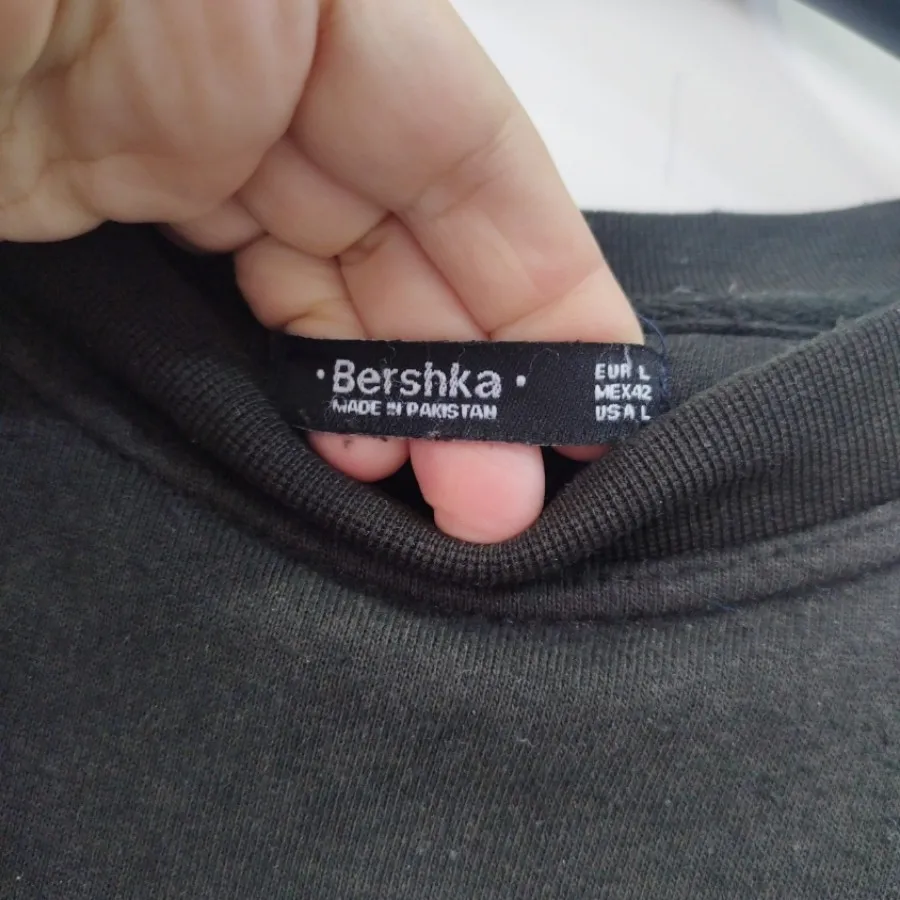 ·Bershka·
MADE IN PAKISTAN
EUR L
MEX42
USA L